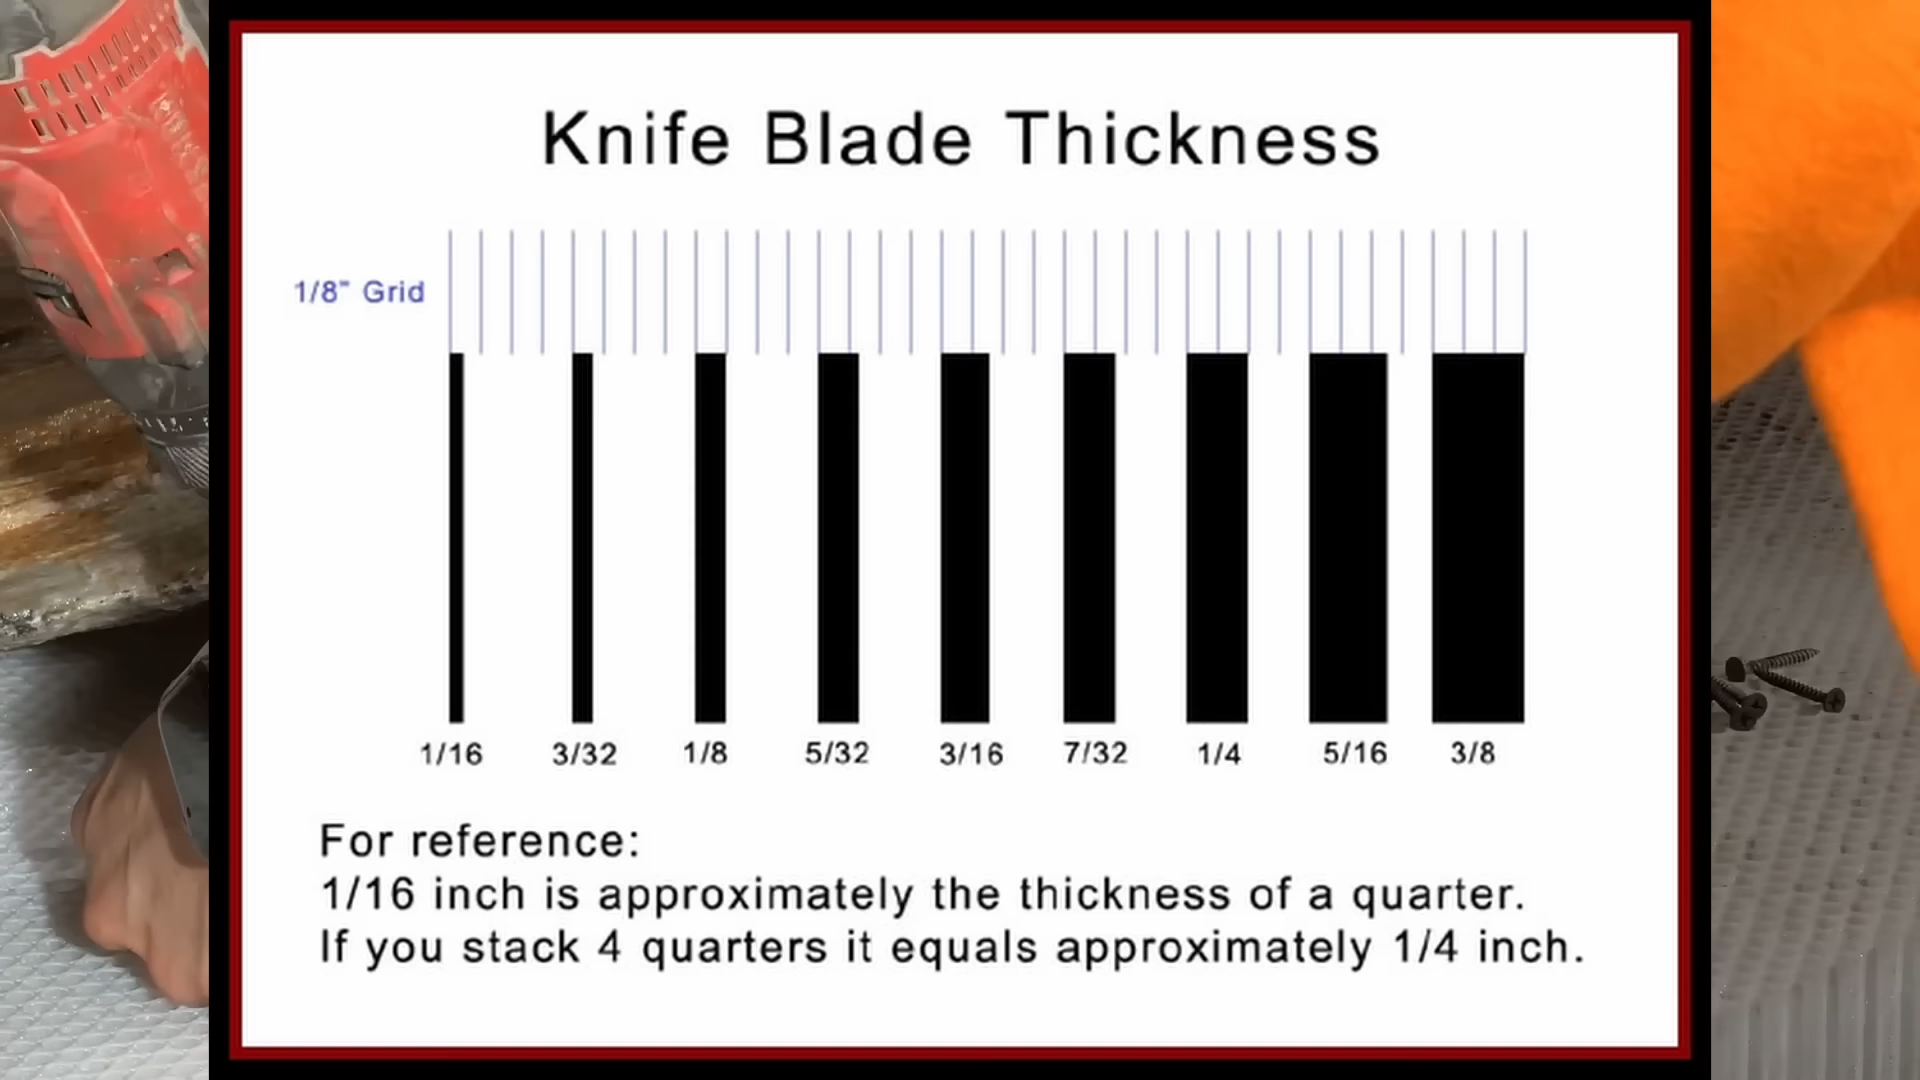 Knife Blade Thickness
1/8" Grid
1/16 3/32 1/8 5/32 3/16 7/32 1/4 5/16 3/8
For reference:
1/16 inch is approximately the thickness of a quarter.
If you stack 4 quarters it equals approximately 1/4 inch.